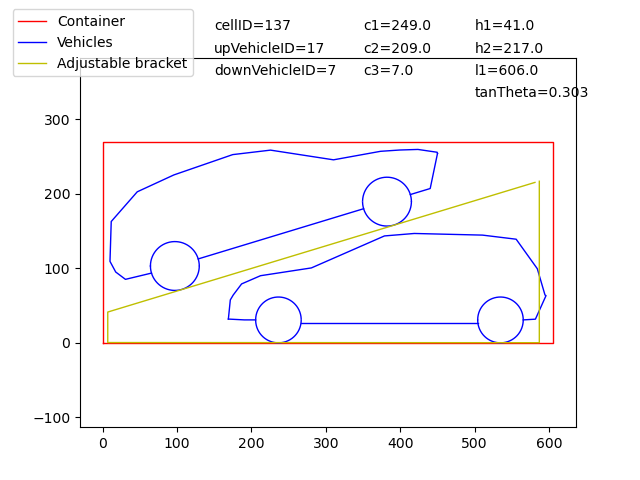 Container
Vehicles
Adjustable bracket
cellID=137 c1=249.0 h1=41.0
upVehicleID=17 c2=209.0 h2=217.0
downVehicleID=7 c3=7.0 l1=606.0
tanTheta=0.303
300
200
100
0
−100
0 100 200 300 400 500 600